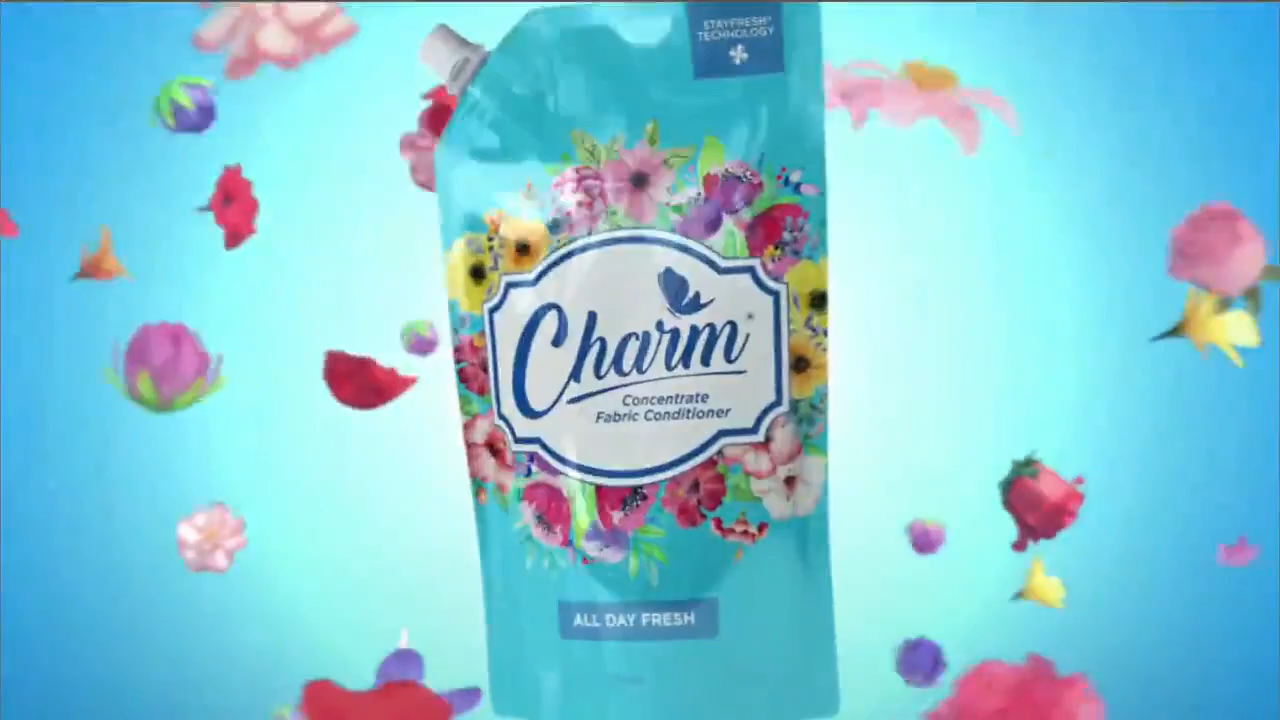 STAYFRESH*
TECHNOLOGY
Charm*
Concentrate
Fabric Conditioner
ALL DAY FRESH